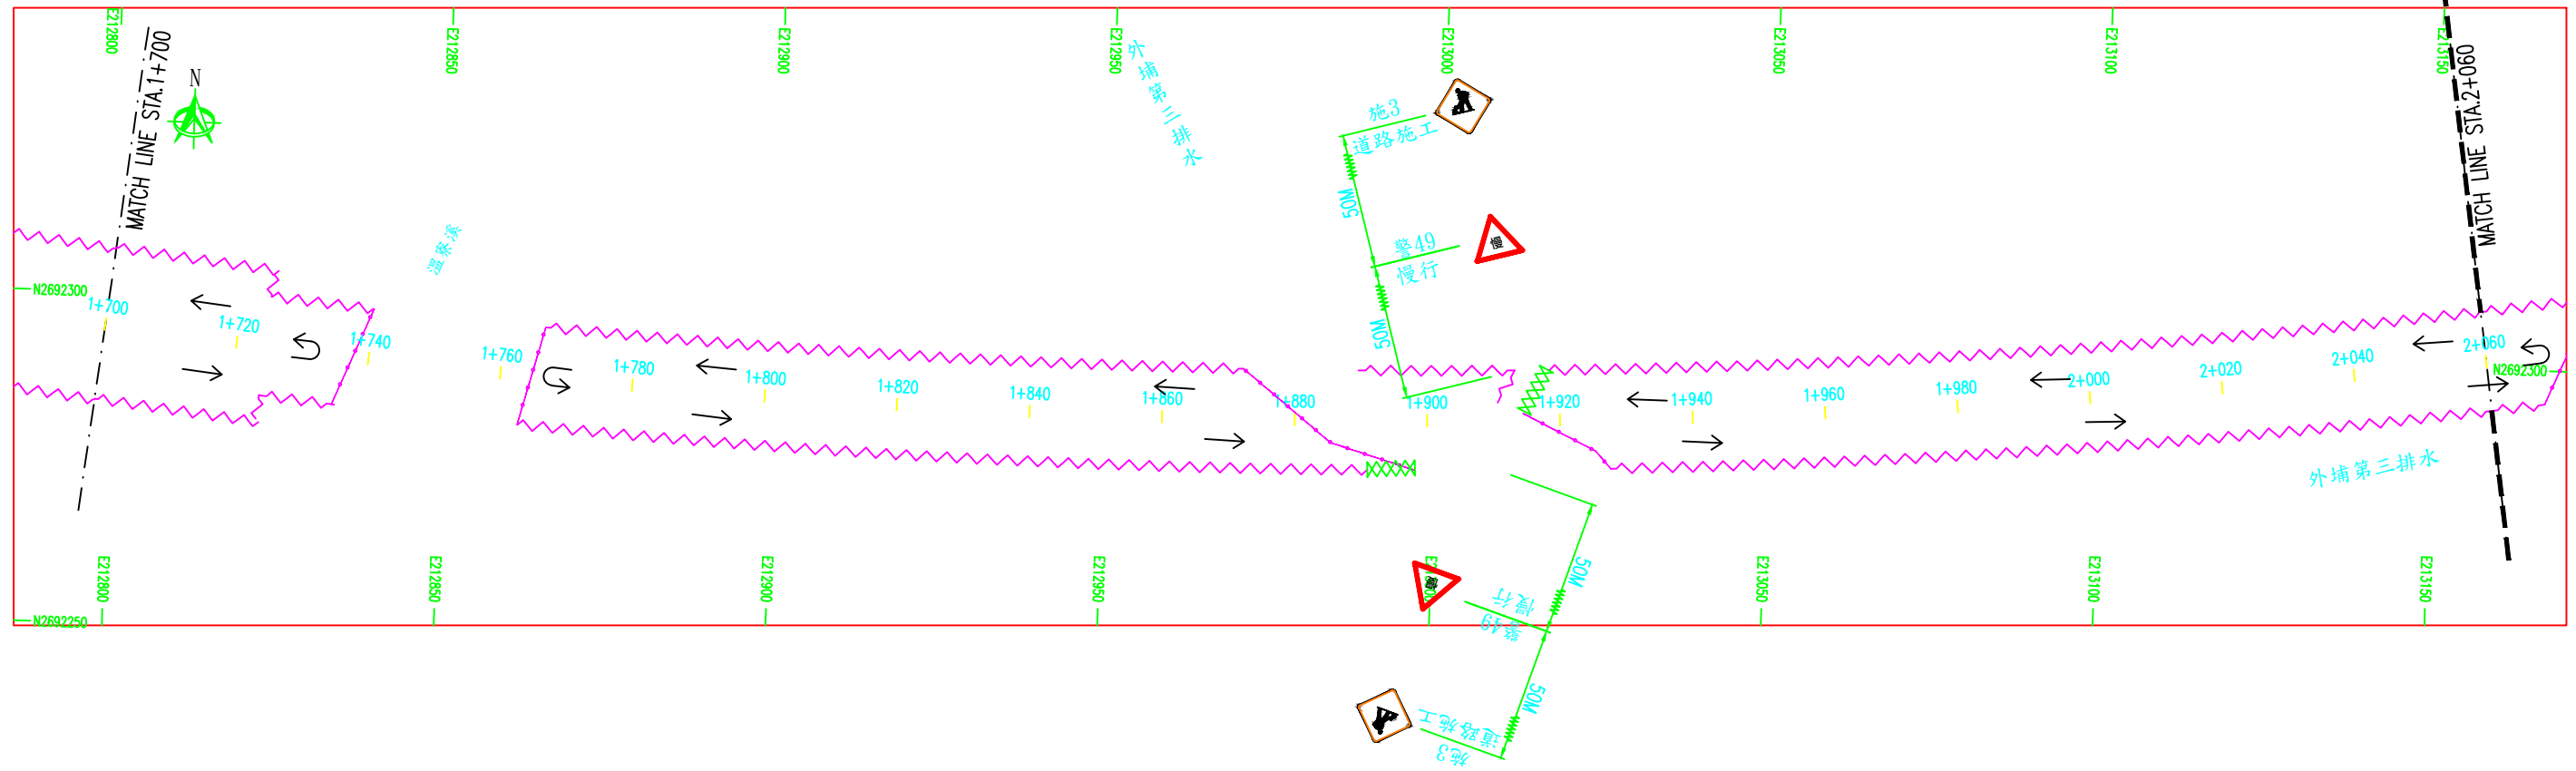 E212800
E212850
E212900
E212950
E213000
E213050
E213100
E213150
MATCH LINE STA.1+700
N
外埔第三排水
施3
道路施工
50M
警49
慢行
慢
50M
MATCH LINE STA.2+060
溫寮溪
N2692300
1+700
1+720
1+740
1+760
1+780
1+800
1+820
1+840
1+860
1+880
1+900
1+920
1+940
1+960
1+980
2+000
2+020
2+040
2+060
N2692300
外埔第三排水
50M
慢行
警49
慢
50M
道路施工
施3
E212800
E212850
E212900
E212950
E213000
E213050
E213100
E213150
N2692250